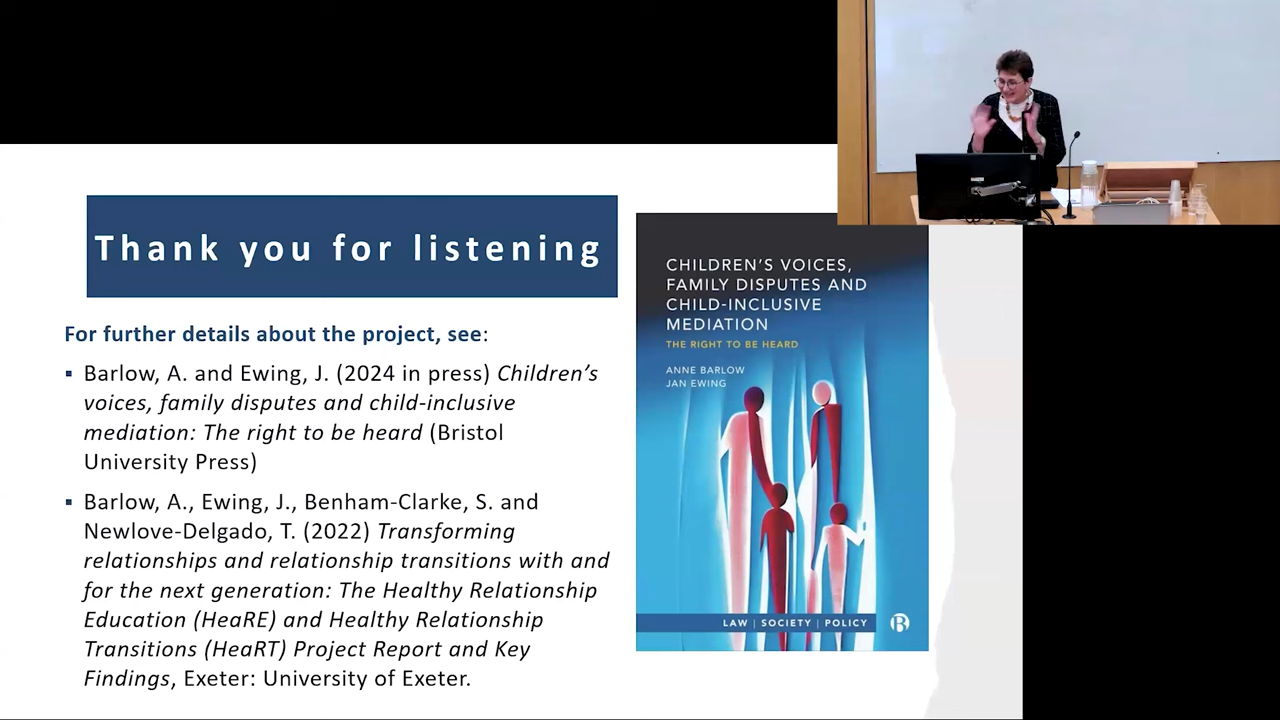 Thank you for listening
For further details about the project, see:
▪ Barlow, A. and Ewing, J. (2024 in press) Children's
voices, family disputes and child-inclusive
mediation: The right to be heard (Bristol
University Press)
▪ Barlow, A., Ewing, J., Benham-Clarke, S. and
Newlove-Delgado, T. (2022) Transforming
relationships and relationship transitions with and
for the next generation: The Healthy Relationship
Education (HeaRE) and Healthy Relationship
Transitions (HeaRT) Project Report and Key
Findings, Exeter: University of Exeter.
CHILDREN'S VOICES,
FAMILY DISPUTES AND
CHILD-INCLUSIVE
MEDIATION
THE RIGHT TO BE HEARD
ANNE BARLOW
JAN EWING
LAW | SOCIETY | POLICY
B